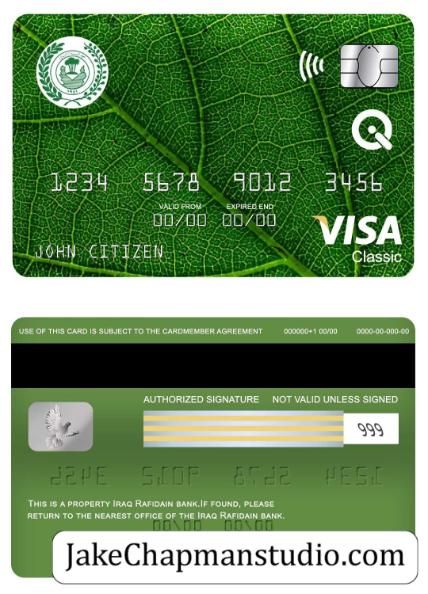 1234 5678 9012 3456
VALID FROM EXPIRED END
00/00 00/00
VISA
JOHN CITIZEN
Classic
USE OF THIS CARD IS SUBJECT TO THE CARDMEMBER AGREEMENT 000000+1 00/00 0000-00-000-00
AUTHORIZED SIGNATURE NOT VALID UNLESS SIGNED
999
THIS IS A PROPERTY IRAQ RAFIDAIN BANK.IF FOUND, PLEASE
RETURN TO THE NEAREST OFFICE OF THE IRAQ RAFIDAIN BANK.
JakeChapmanstudio.com